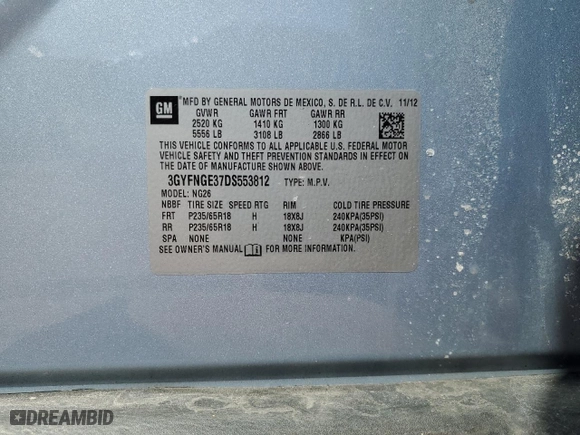 GM
MFD BY GENERAL MOTORS DE MEXICO, S. DE R.L. DE C.V. 11/12
GVWR GAWR FRT GAWR RR
2520 KG 1410 KG 1300 KG
5556 LB 3108 LB 2866 LB
THIS VEHICLE CONFORMS TO ALL APPLICABLE U.S. FEDERAL MOTOR
VEHICLE SAFETY AND THEFT PREVENTION STANDARDS IN EFFECT ON
THE DATE OF MANUFACTURE SHOWN ABOVE.
3GYFNGE37DS553812 TYPE: M.P.V.
MODEL: NG26
NBBF TIRE SIZE SPEED RTG RIM COLD TIRE PRESSURE
FRT P235/65R18 H 18X8J 240KPA(35PSI)
RR P235/65R18 H 18X8J 240KPA(35PSI)
SPA NONE NONE KPA(PSI)
SEE OWNER'S MANUAL FOR MORE INFORMATION.
DREAMBID